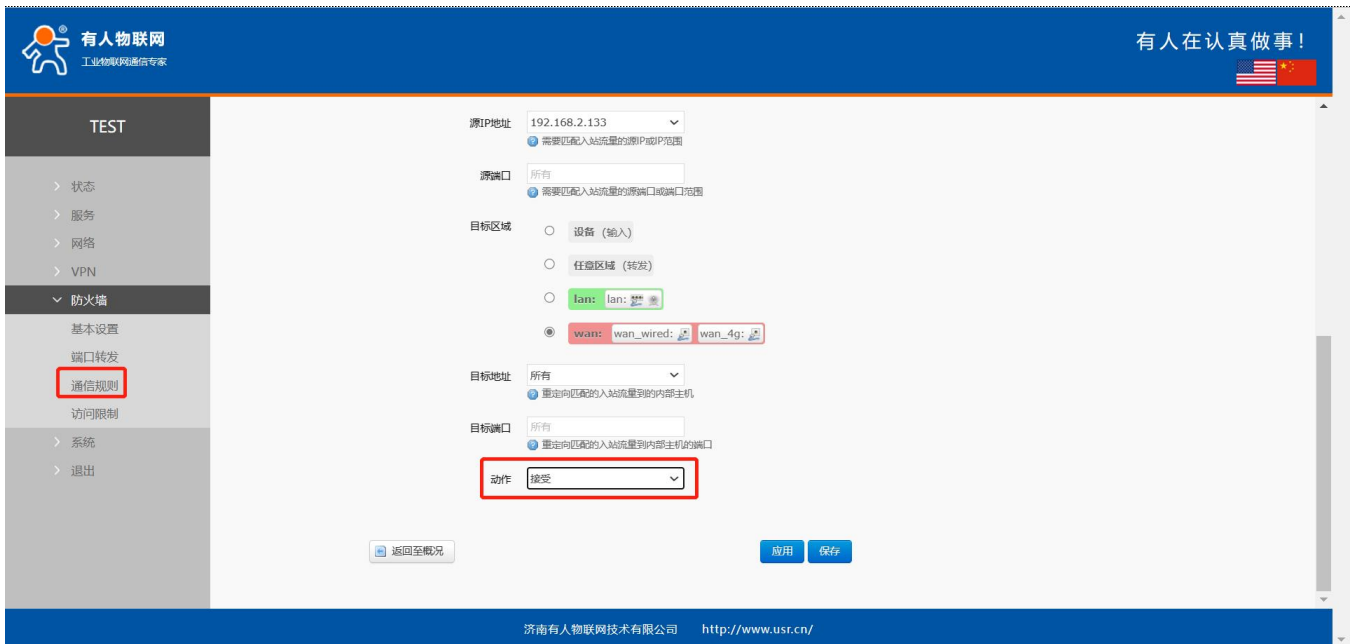 有人物联网
工业物联网通信专家
有人在认真做事!
TEST
状态
服务
网络
VPN
防火墙
基本设置
端口转发
通信规则
访问限制
系统
退出
源IP地址 192.168.2.133
需要匹配入站流量的源IP或IP范围
源端口 所有
需要匹配入站流量的源端口或端口范围
目标区域 设备 (输入)
任意区域 (转发)
lan: lan:
wan: wan_wired: wan_4g:
目标地址 所有
重定向匹配的入站流量到的内部主机
目标端口 所有
重定向匹配的入站流量到内部主机的端口
动作 接受
返回至概况 应用 保存
济南有人物联网技术有限公司 http://www.usr.cn/